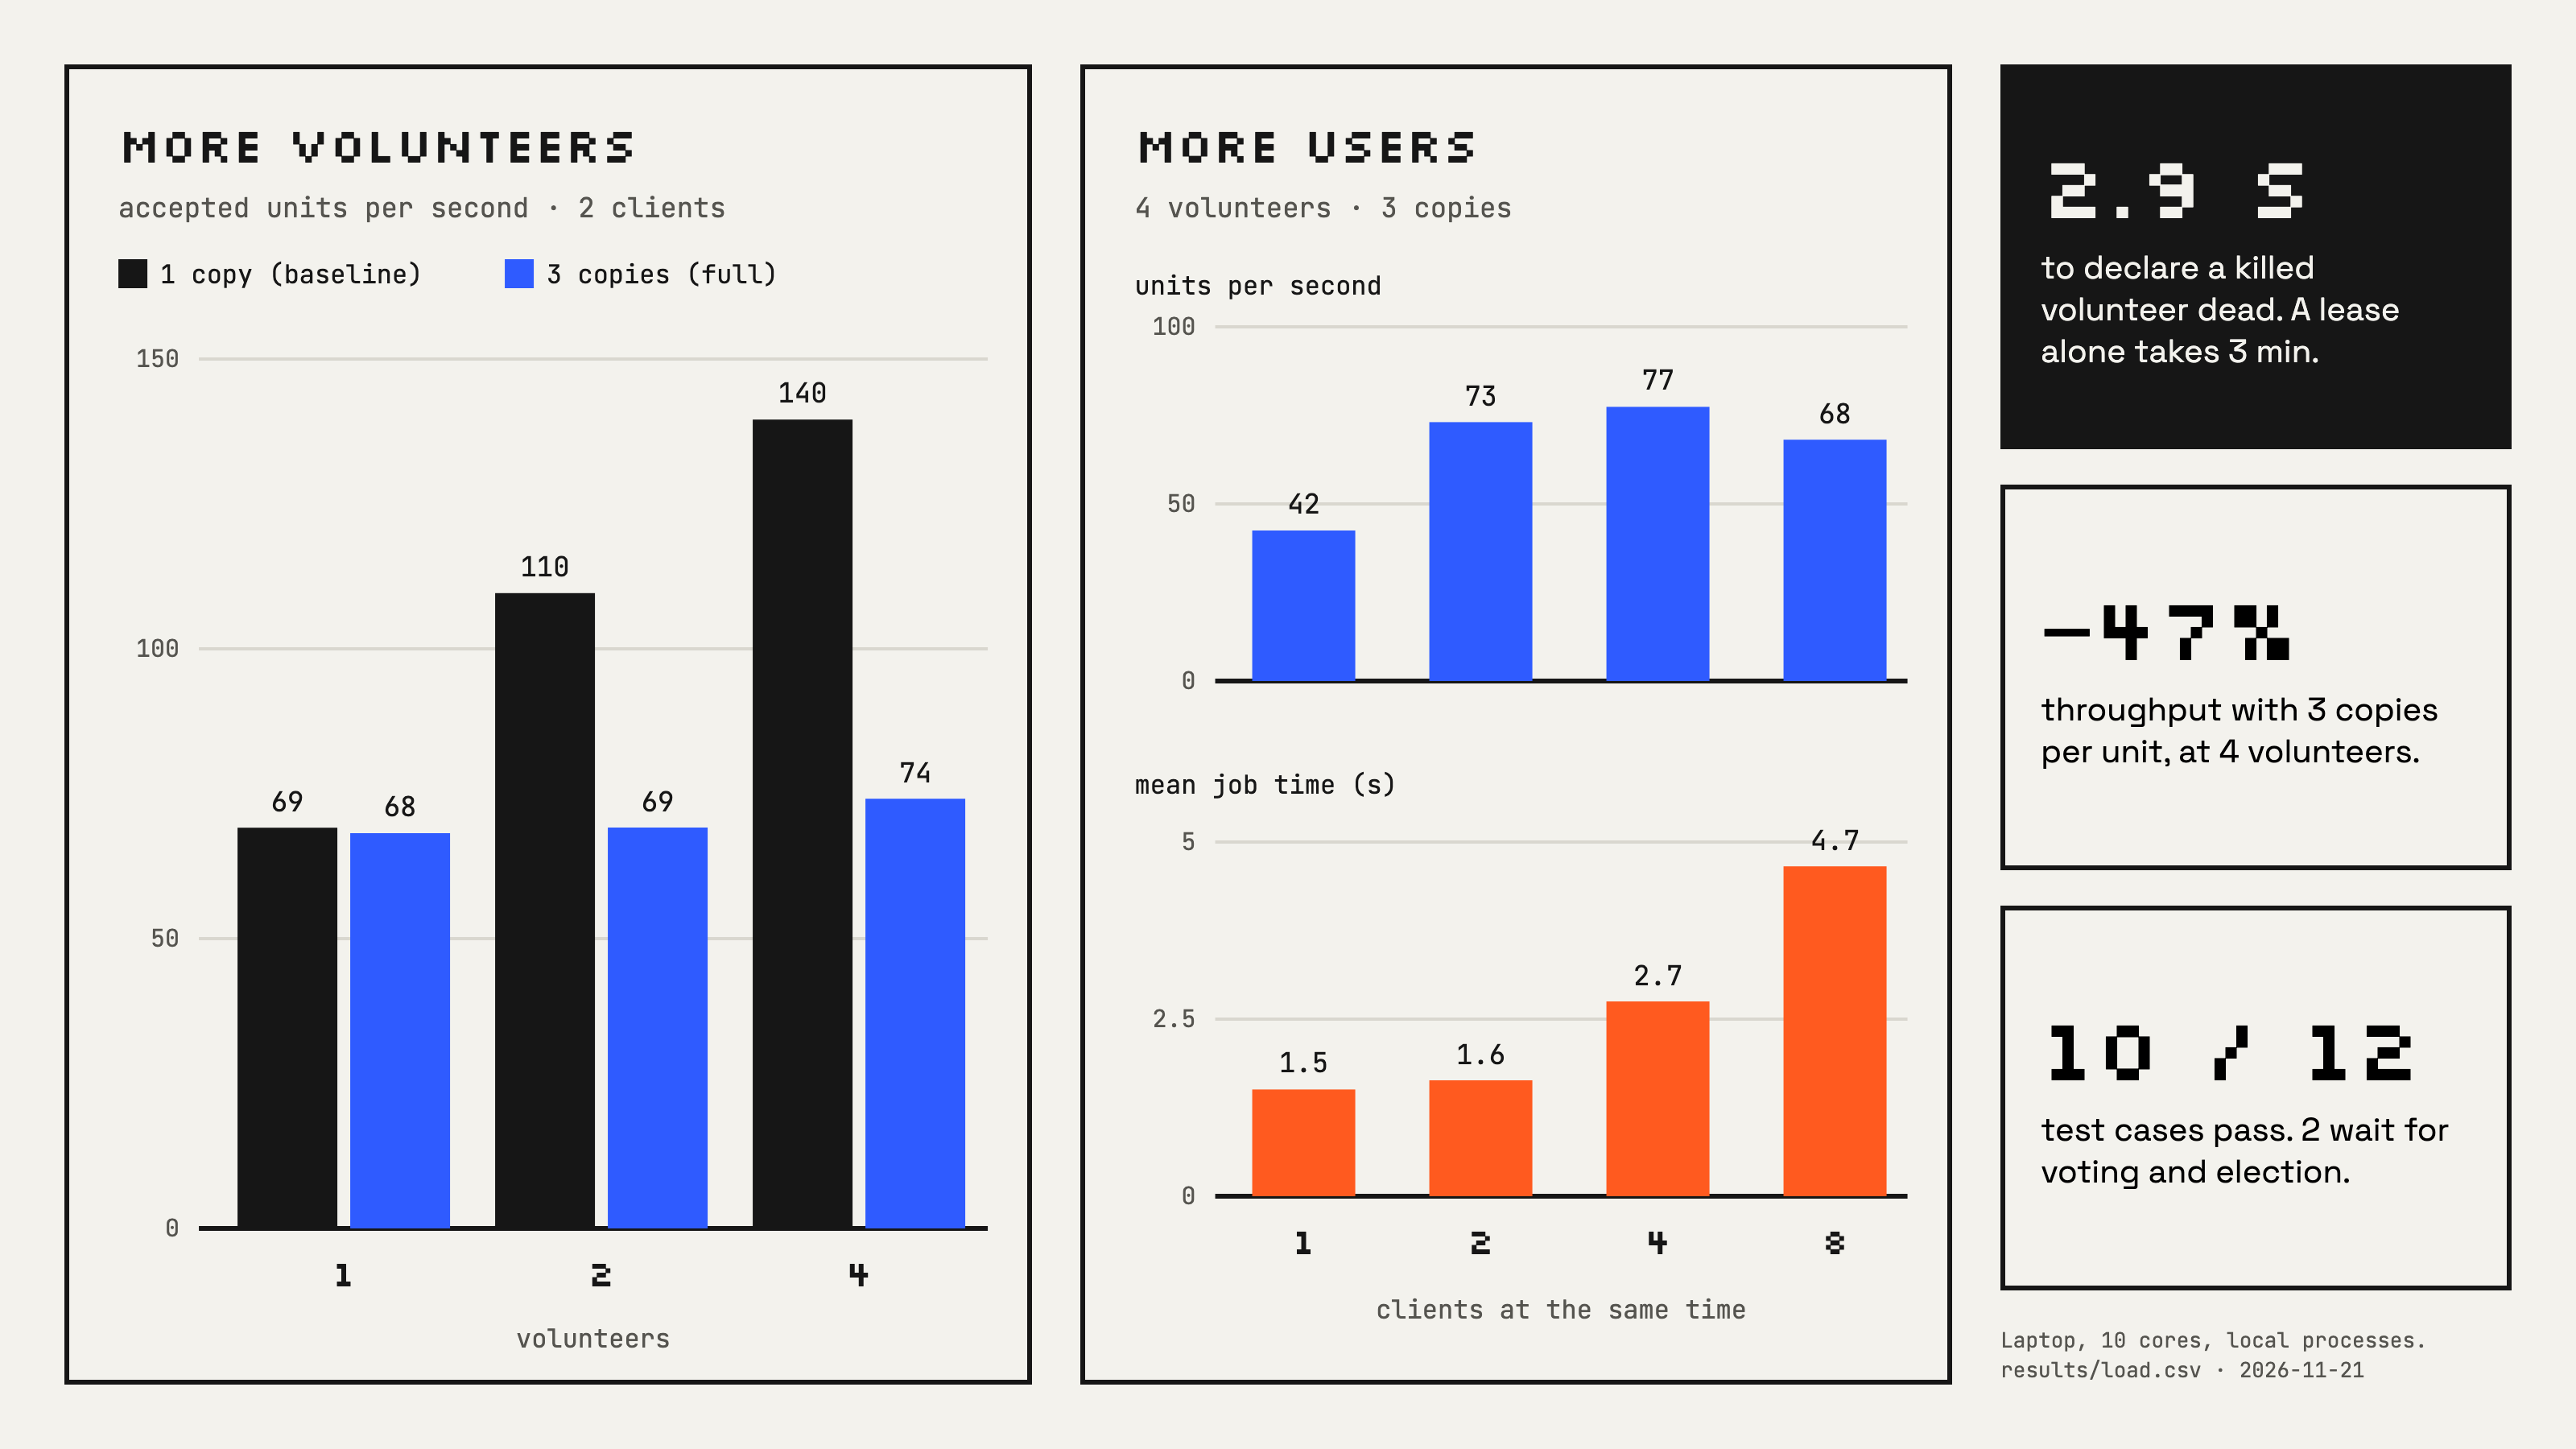 MORE VOLUNTEERS
accepted units per second · 2 clients
1 copy (baseline) 3 copies (full)
150
140
110
100
69 68 69 74
50
0
1 2 4
volunteers
MORE USERS
4 volunteers · 3 copies
units per second
100
42 73 77 68
50
0
mean job time (s)
5
1.5 1.6 2.7 4.7
2.5
0
1 2 4 8
clients at the same time
2.9 S
to declare a killed
volunteer dead. A lease
alone takes 3 min.
−47%
throughput with 3 copies
per unit, at 4 volunteers.
10 / 12
test cases pass. 2 wait for
voting and election.
Laptop, 10 cores, local processes.
results/load.csv · 2026-11-21